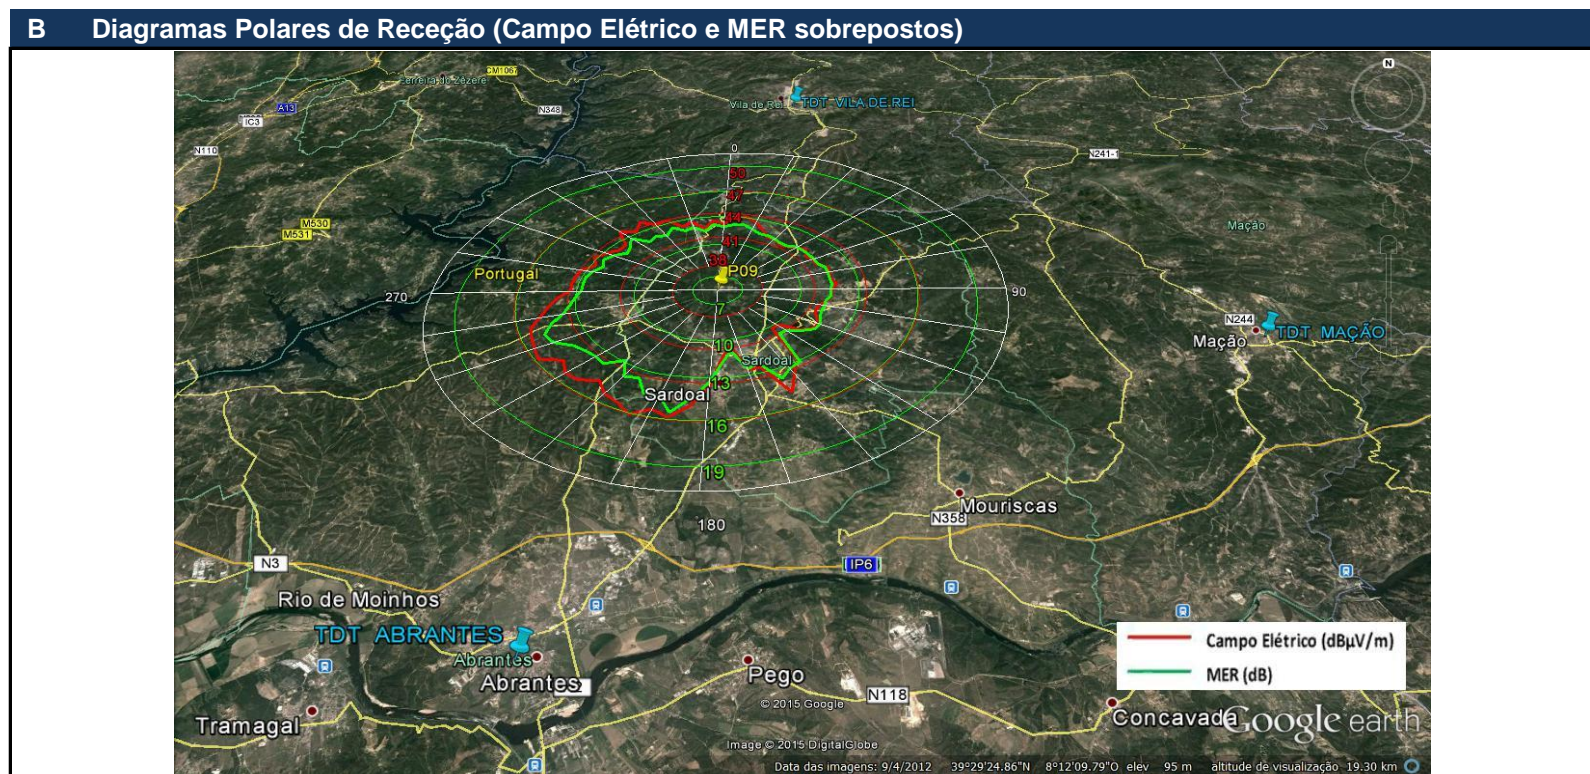 B Diagramas Polares de Receção (Campo Elétrico e MER sobrepostos)
CM1067
Ferreira do Zêzere
N
A13
N348
Vila de Rei
TDT VILA DE REI
IC3
N110
0
N241-1
50
47
M530
M531
44
Mação
41
38
Portugal
P09
270
90
7
N244
TDT MAÇÃO
Mação
10
Sardoal
13
Sardoal
16
19
Mouriscas
N358
180
N3
IP6
Rio de Moinhos
TDT ABRANTES
Abrantes
Abrantes
Campo Elétrico (dBµV/m)
MER (dB)
Pego
N118
© 2015 Google
Concavada
Google earth
Tramagal
Image © 2015 DigitalGlobe
Data das imagens: 9/4/2012 39°29'24.86"N 8°12'09.79"O elev 95 m altitude de visualização 19.30 km